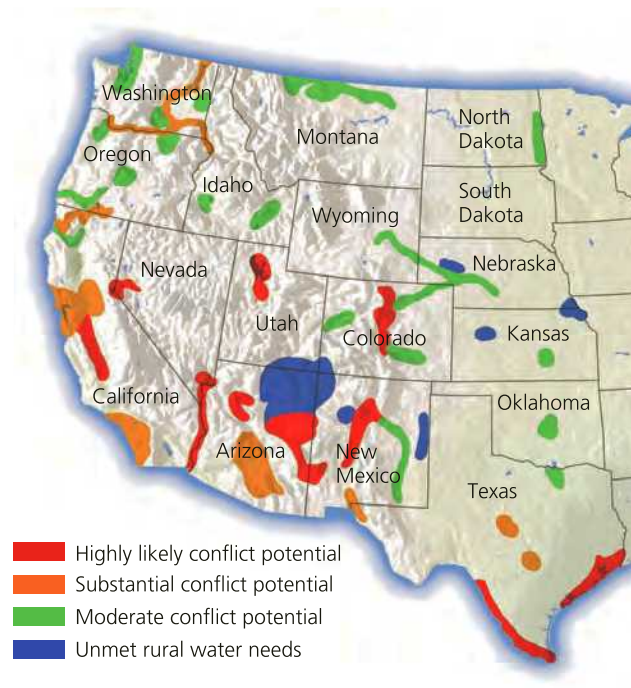 Washington
Oregon
Idaho
Montana
North
Dakota
South
Dakota
Wyoming
Nebraska
Nevada
Utah
Colorado
Kansas
California
Arizona
New
Mexico
Oklahoma
Texas
Highly likely conflict potential
Substantial conflict potential
Moderate conflict potential
Unmet rural water needs